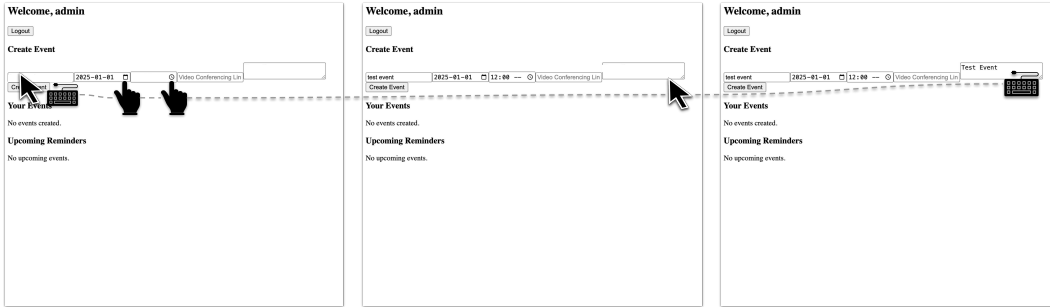 Welcome, admin
Logout
Create Event
2025-01-01 Video Conferencing Lin
Your Events
No events created.
Upcoming Reminders
No upcoming events.
Welcome, admin
Logout
Create Event
test event 2025-01-01 12:00 -- Video Conferencing Lin
Create Event
Your Events
No events created.
Upcoming Reminders
No upcoming events.
Welcome, admin
Logout
Create Event
Test Event
test event 2025-01-01 12:00 -- Video Conferencing Lin
Create Event
Your Events
No events created.
Upcoming Reminders
No upcoming events.